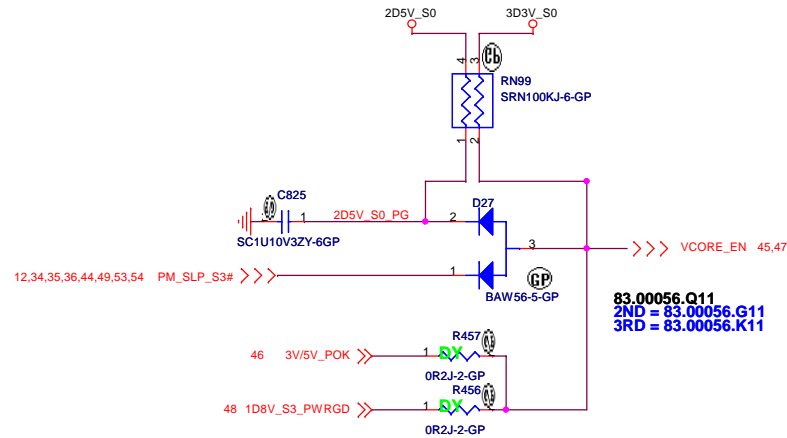 2D5V_S0 3D3V_S0
4 3
RN99
SRN100KJ-6-GP
1 2
C825
1 2D5V_S0_PG 2 D27
SC1U10V3ZY-6GP
3 VCORE_EN 45,47
12,34,35,36,44,49,53,54 PM_SLP_S3# 1
GP
BAW56-5-GP
83.00056.Q11
2ND = 83.00056.G11
3RD = 83.00056.K11
R457
46 3V/5V_POK 1 DY
0R2J-2-GP
R456
48 1D8V_S3_PWRGD 1 DY
0R2J-2-GP